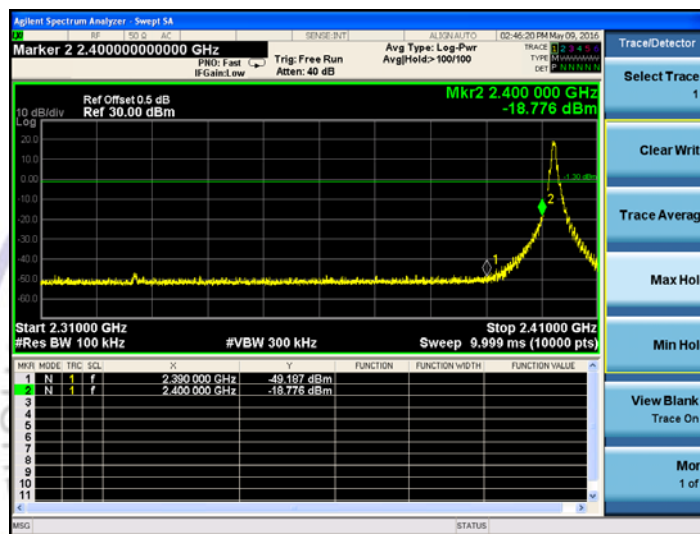 Agilent Spectrum Analyzer - Swept SA
RF 50 Ω AC SENSE:INT ALIGN AUTO 02:46:20 PM May 09, 2016
Marker 2 2.400000000000 GHz
PNO: Fast
IFGain:Low
Trig: Free Run
Atten: 40 dB
Avg Type: Log-Pwr
Avg|Hold:> 100/100
TRACE 1 2 3 4 5 6
TYPE M
DET P N N N N N
Ref Offset 0.5 dB
10 dB/div Ref 30.00 dBm
Mkr2 2.400 000 GHz
-18.776 dBm
Log
20.0
10.0
0.00
-10.0
-20.0
-30.0
-40.0
-50.0
-60.0
-1.20 dBm
2
1
Start 2.31000 GHz Stop 2.41000 GHz
#Res BW 100 kHz #VBW 300 kHz Sweep 9.999 ms (10000 pts)
MKR MODE TRC SCL X Y FUNCTION FUNCTION WIDTH FUNCTION VALUE
1 N 1 f 2.390 000 GHz -49.187 dBm
2 N 1 f 2.400 000 GHz -18.776 dBm
3
4
5
6
7
8
9
10
11
MSG STATUS
Trace/Detector
Select Trace
1
Clear Writ
Trace Averag
Max Hol
Min Hol
View Blank
Trace On
Mor
1 of